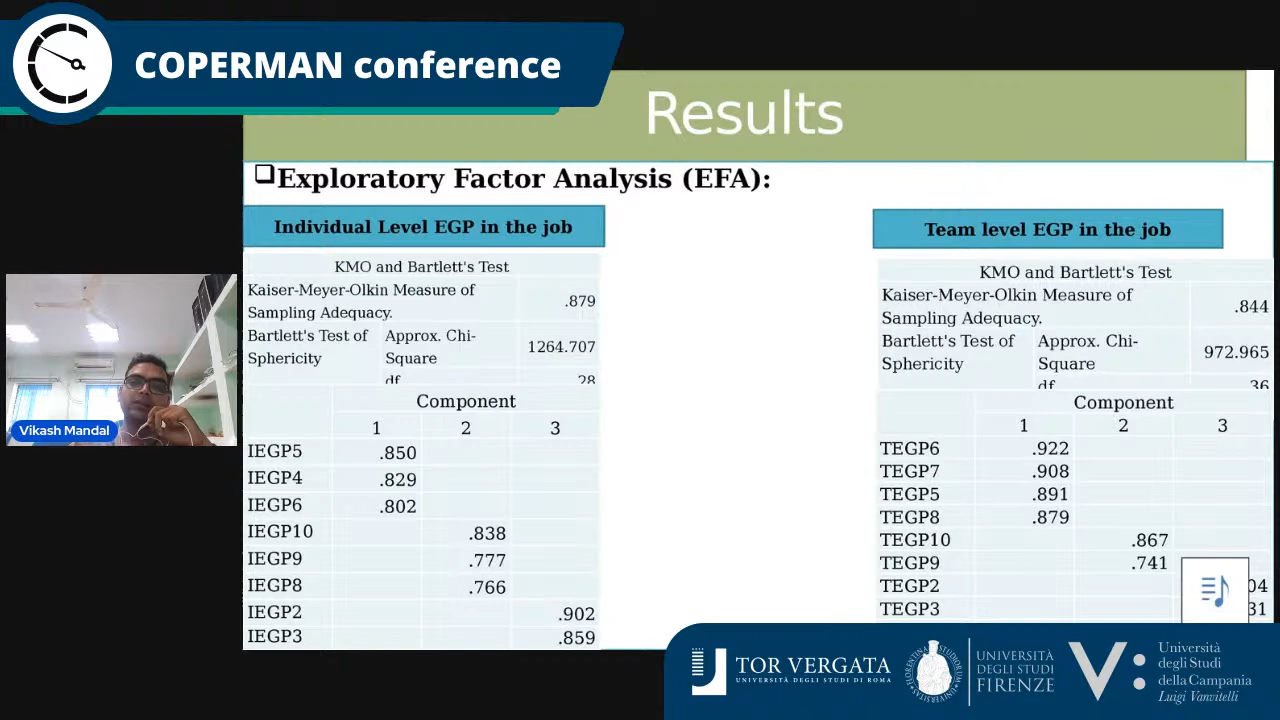 COPERMAN conference
Results
Exploratory Factor Analysis (EFA):
Individual Level EGP in the job
KMO and Bartlett's Test
Kaiser-Meyer-Olkin Measure of
Sampling Adequacy.
.879
Bartlett's Test of
Sphericity
Approx. Chi-
Square
1264.707
df
28
Component
1 2 3
IEGP5 .850
IEGP4 .829
IEGP6 .802
IEGP10 .838
IEGP9 .777
IEGP8 .766
IEGP2 .902
IEGP3 .859
Team level EGP in the job
KMO and Bartlett's Test
Kaiser-Meyer-Olkin Measure of
Sampling Adequacy.
.844
Bartlett's Test of
Sphericity
Approx. Chi-
Square
972.965
df
36
Component
1 2 3
TEGP6 .922
TEGP7 .908
TEGP5 .891
TEGP8 .879
TEGP10 .867
TEGP9 .741
TEGP2 04
TEGP3 31
Vikash Mandal
TOR VERGATA
UNIVERSITÀ DEGLI STUDI DI ROMA
UNIVERSITÀ
DEGLI STUDI
FIRENZE
Università
degli Studi
della Campania
Luigi Vanvitelli